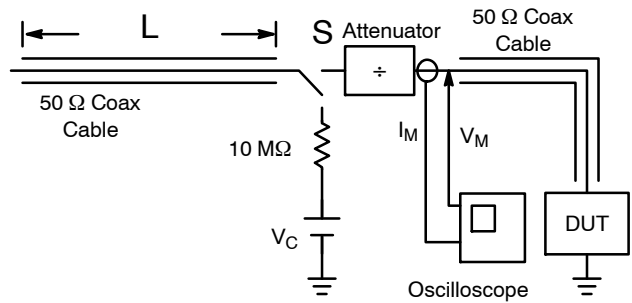 L
S
Attenuator
÷
50 Ω Coax
Cable
50 Ω Coax
Cable
10 MΩ
I_M
V_M
V_C
DUT
Oscilloscope